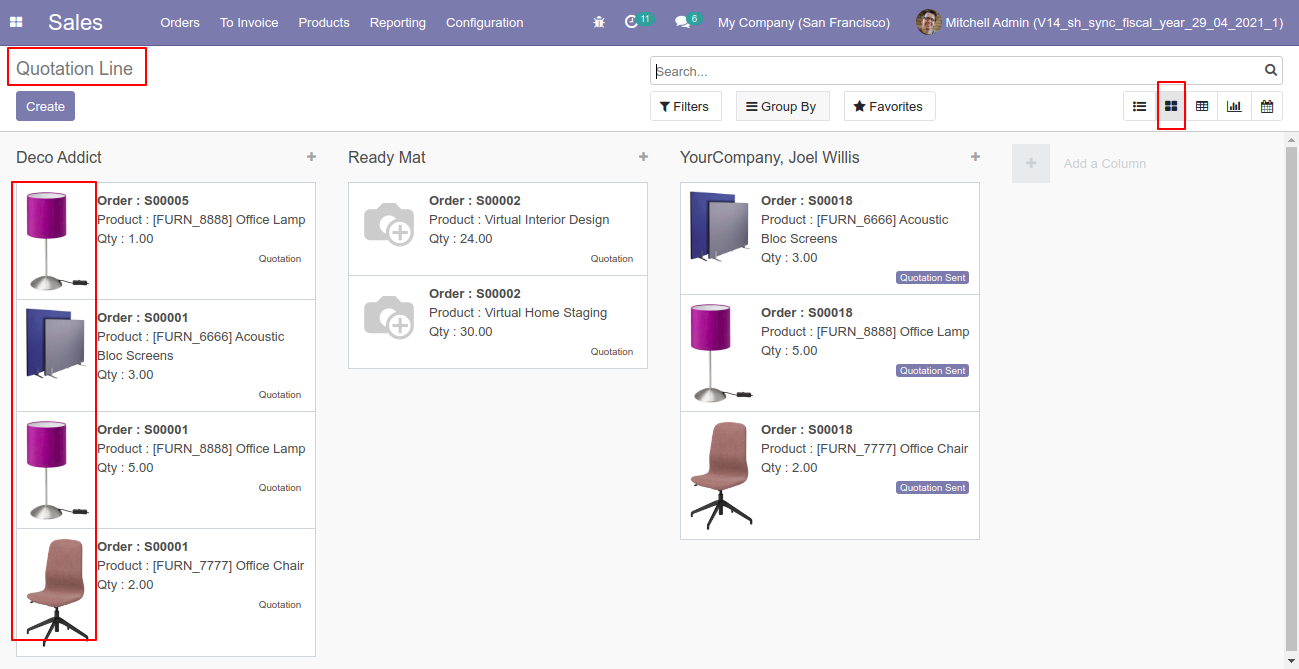 Sales Orders To Invoice Products Reporting Configuration 11 6 My Company (San Francisco) Mitchell Admin (V14_sh_sync_fiscal_year_29_04_2021_1)
Quotation Line
Search...
Create
Filters Group By Favorites
Deco Addict +
Order : S00005
Product : [FURN_8888] Office Lamp
Qty : 1.00
Quotation
Order : S00001
Product : [FURN_6666] Acoustic
Bloc Screens
Qty : 3.00
Quotation
Order : S00001
Product : [FURN_8888] Office Lamp
Qty : 5.00
Quotation
Order : S00001
Product : [FURN_7777] Office Chair
Qty : 2.00
Quotation
Ready Mat +
Order : S00002
Product : Virtual Interior Design
Qty : 24.00
Quotation
Order : S00002
Product : Virtual Home Staging
Qty : 30.00
Quotation
YourCompany, Joel Willis +
Order : S00018
Product : [FURN_6666] Acoustic
Bloc Screens
Qty : 3.00
Quotation Sent
Order : S00018
Product : [FURN_8888] Office Lamp
Qty : 5.00
Quotation Sent
Order : S00018
Product : [FURN_7777] Office Chair
Qty : 2.00
Quotation Sent
+ Add a Column